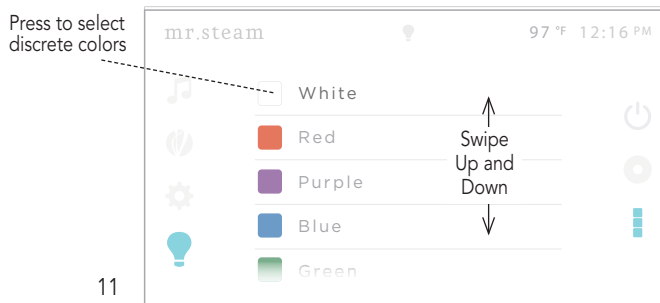 Press to select
discrete colors
mr.steam
97 °F 12:16 PM
White
Red
Purple
Blue
Green
Swipe
Up and
Down
11